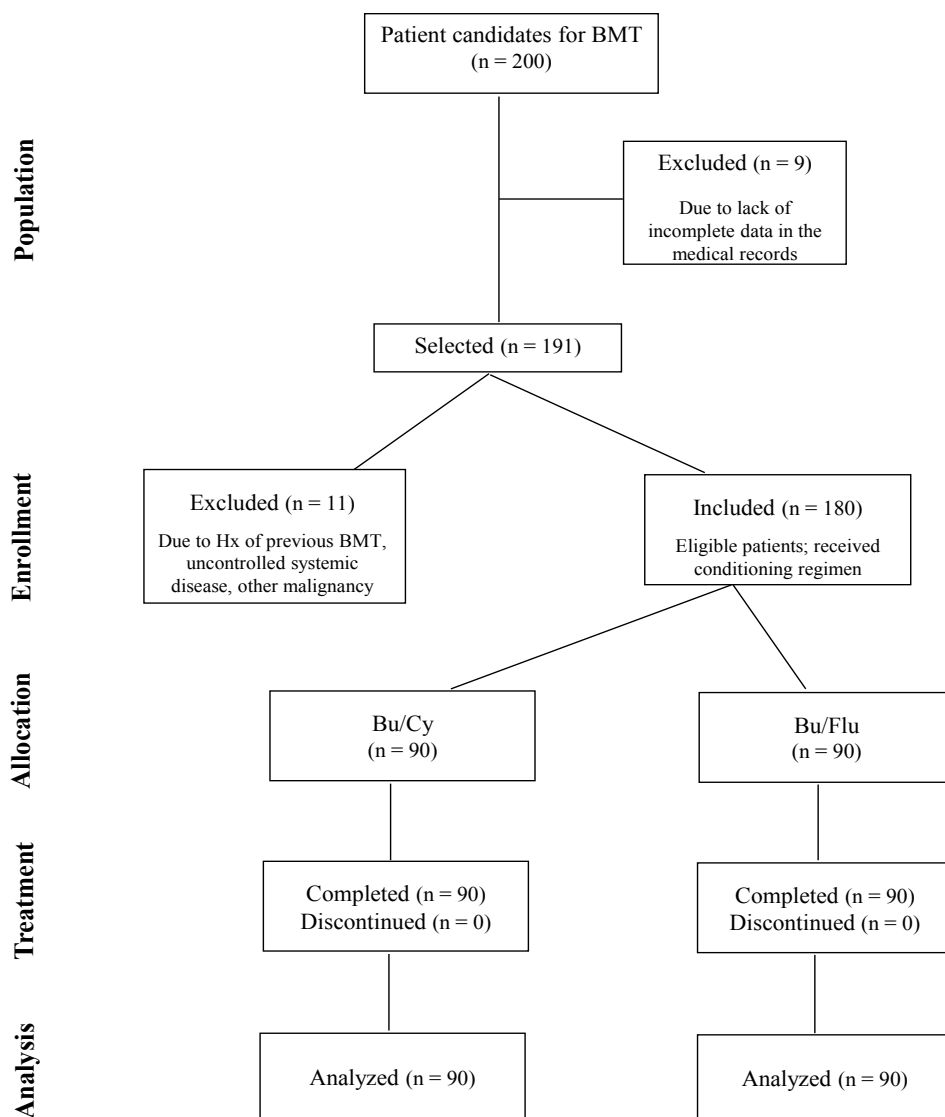 Patient candidates for BMT
(n = 200)
Population
Excluded (n = 9)
Due to lack of
incomplete data in the
medical records
Selected (n = 191)
Enrollment
Excluded (n = 11)
Due to Hx of previous BMT,
uncontrolled systemic
disease, other malignancy
Included (n = 180)
Eligible patients; received
conditioning regimen
Allocation
Bu/Cy
(n = 90)
Bu/Flu
(n = 90)
Treatment
Completed (n = 90)
Discontinued (n = 0)
Completed (n = 90)
Discontinued (n = 0)
Analysis
Analyzed (n = 90)
Analyzed (n = 90)